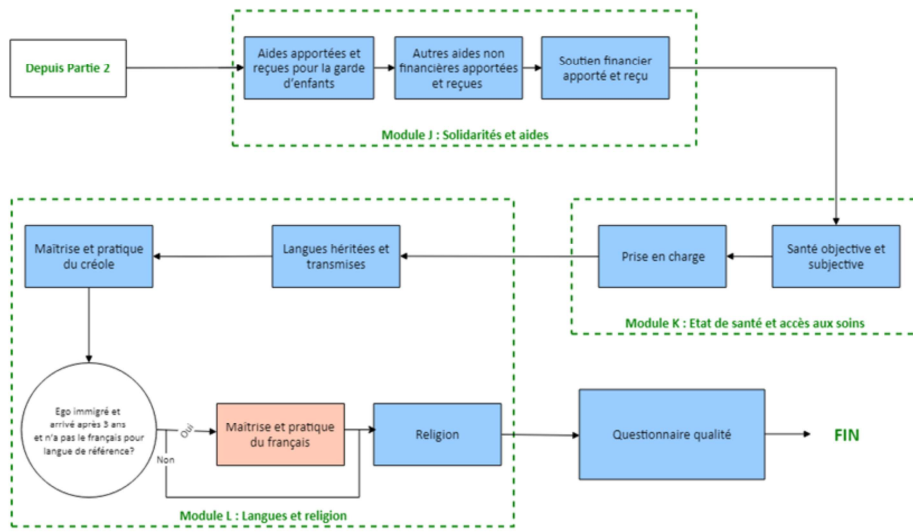 Depuis Partie 2
Aides apportées et
reçues pour la garde
d'enfants
Autres aides non
financières apportées
et reçues
Soutien financier
apporté et reçu
Module J : Solidarités et aides
Maîtrise et pratique
du créole
Langues héritées et
transmises
Prise en charge
Santé objective et
subjective
Module K : Etat de santé et accès aux soins
Ego immigré et
arrivé après 3 ans
et n'a pas le français pour
langue de référence?
Oui
Non
Maîtrise et pratique
du français
Religion
Module L : Langues et religion
Questionnaire qualité
FIN